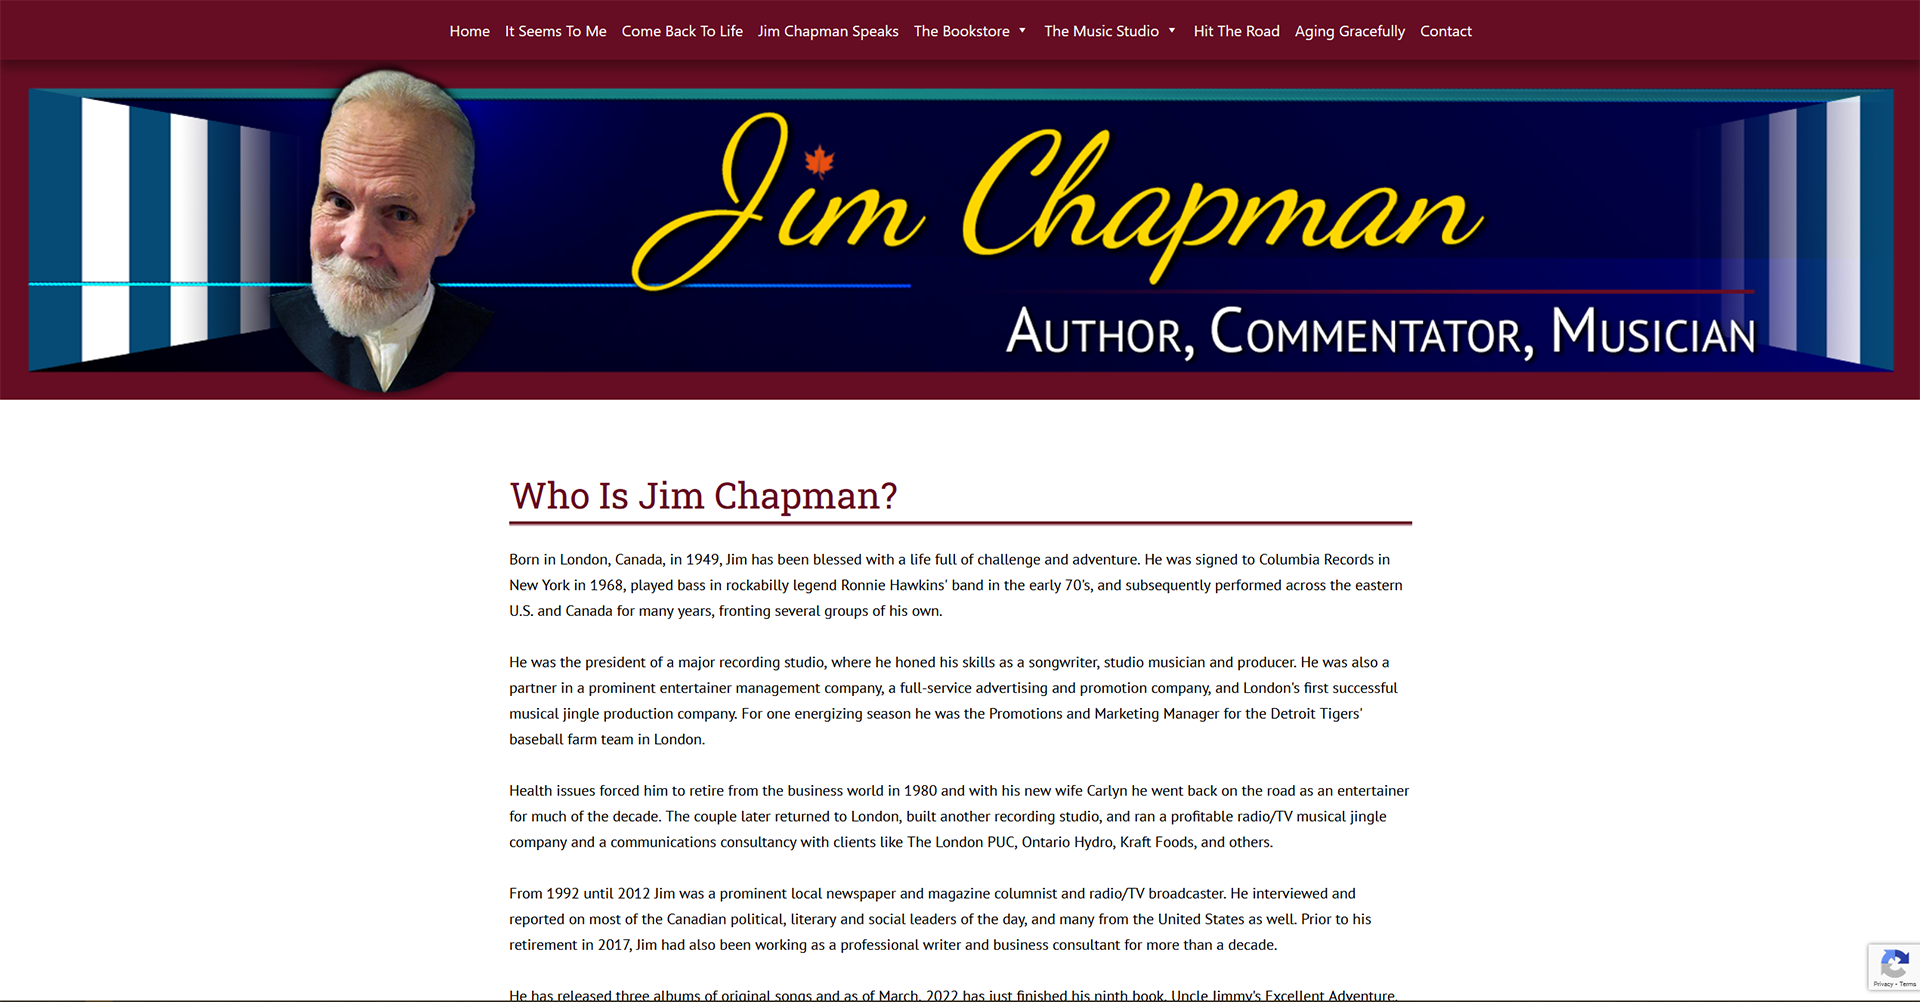 Home It Seems To Me Come Back To Life Jim Chapman Speaks The Bookstore The Music Studio Hit The Road Aging Gracefully Contact
Jim Chapman
Author, Commentator, Musician
Who Is Jim Chapman?
Born in London, Canada, in 1949, Jim has been blessed with a life full of challenge and adventure. He was signed to Columbia Records in
New York in 1968, played bass in rockabilly legend Ronnie Hawkins' band in the early 70's, and subsequently performed across the eastern
U.S. and Canada for many years, fronting several groups of his own.
He was the president of a major recording studio, where he honed his skills as a songwriter, studio musician and producer. He was also a
partner in a prominent entertainer management company, a full-service advertising and promotion company, and London's first successful
musical jingle production company. For one energizing season he was the Promotions and Marketing Manager for the Detroit Tigers'
baseball farm team in London.
Health issues forced him to retire from the business world in 1980 and with his new wife Carlyn he went back on the road as an entertainer
for much of the decade. The couple later returned to London, built another recording studio, and ran a profitable radio/TV musical jingle
company and a communications consultancy with clients like The London PUC, Ontario Hydro, Kraft Foods, and others.
From 1992 until 2012 Jim was a prominent local newspaper and magazine columnist and radio/TV broadcaster. He interviewed and
reported on most of the Canadian political, literary and social leaders of the day, and many from the United States as well. Prior to his
retirement in 2017, Jim had also been working as a professional writer and business consultant for more than a decade.
He has released three albums of original songs and as of March, 2022 has just finished his ninth book, Uncle Jimmy's Excellent Adventure.
Privacy - Terms